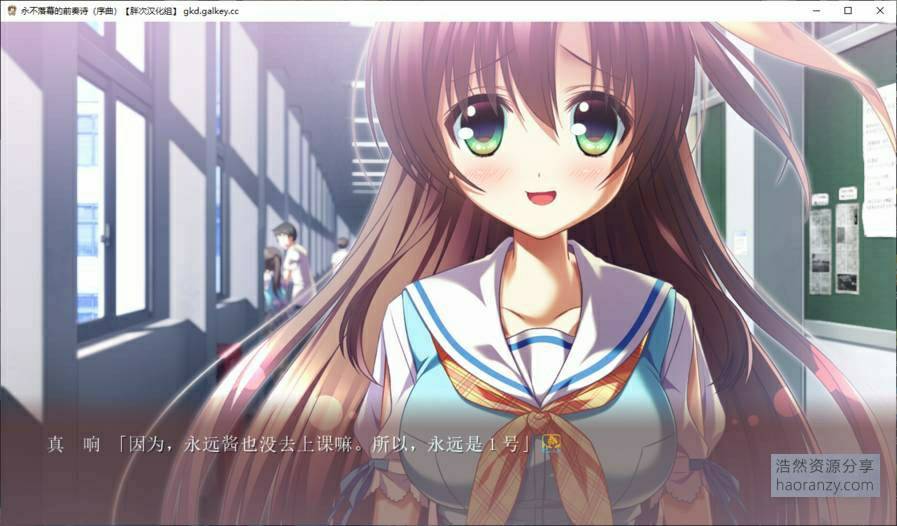 永不落幕的前奏诗（序曲）【胖次汉化组】 gkd.galkey.cc
真　响 「因为，永远酱也没去上课嘛。所以，永远是１号」
浩然资源分享
haoranzy.com